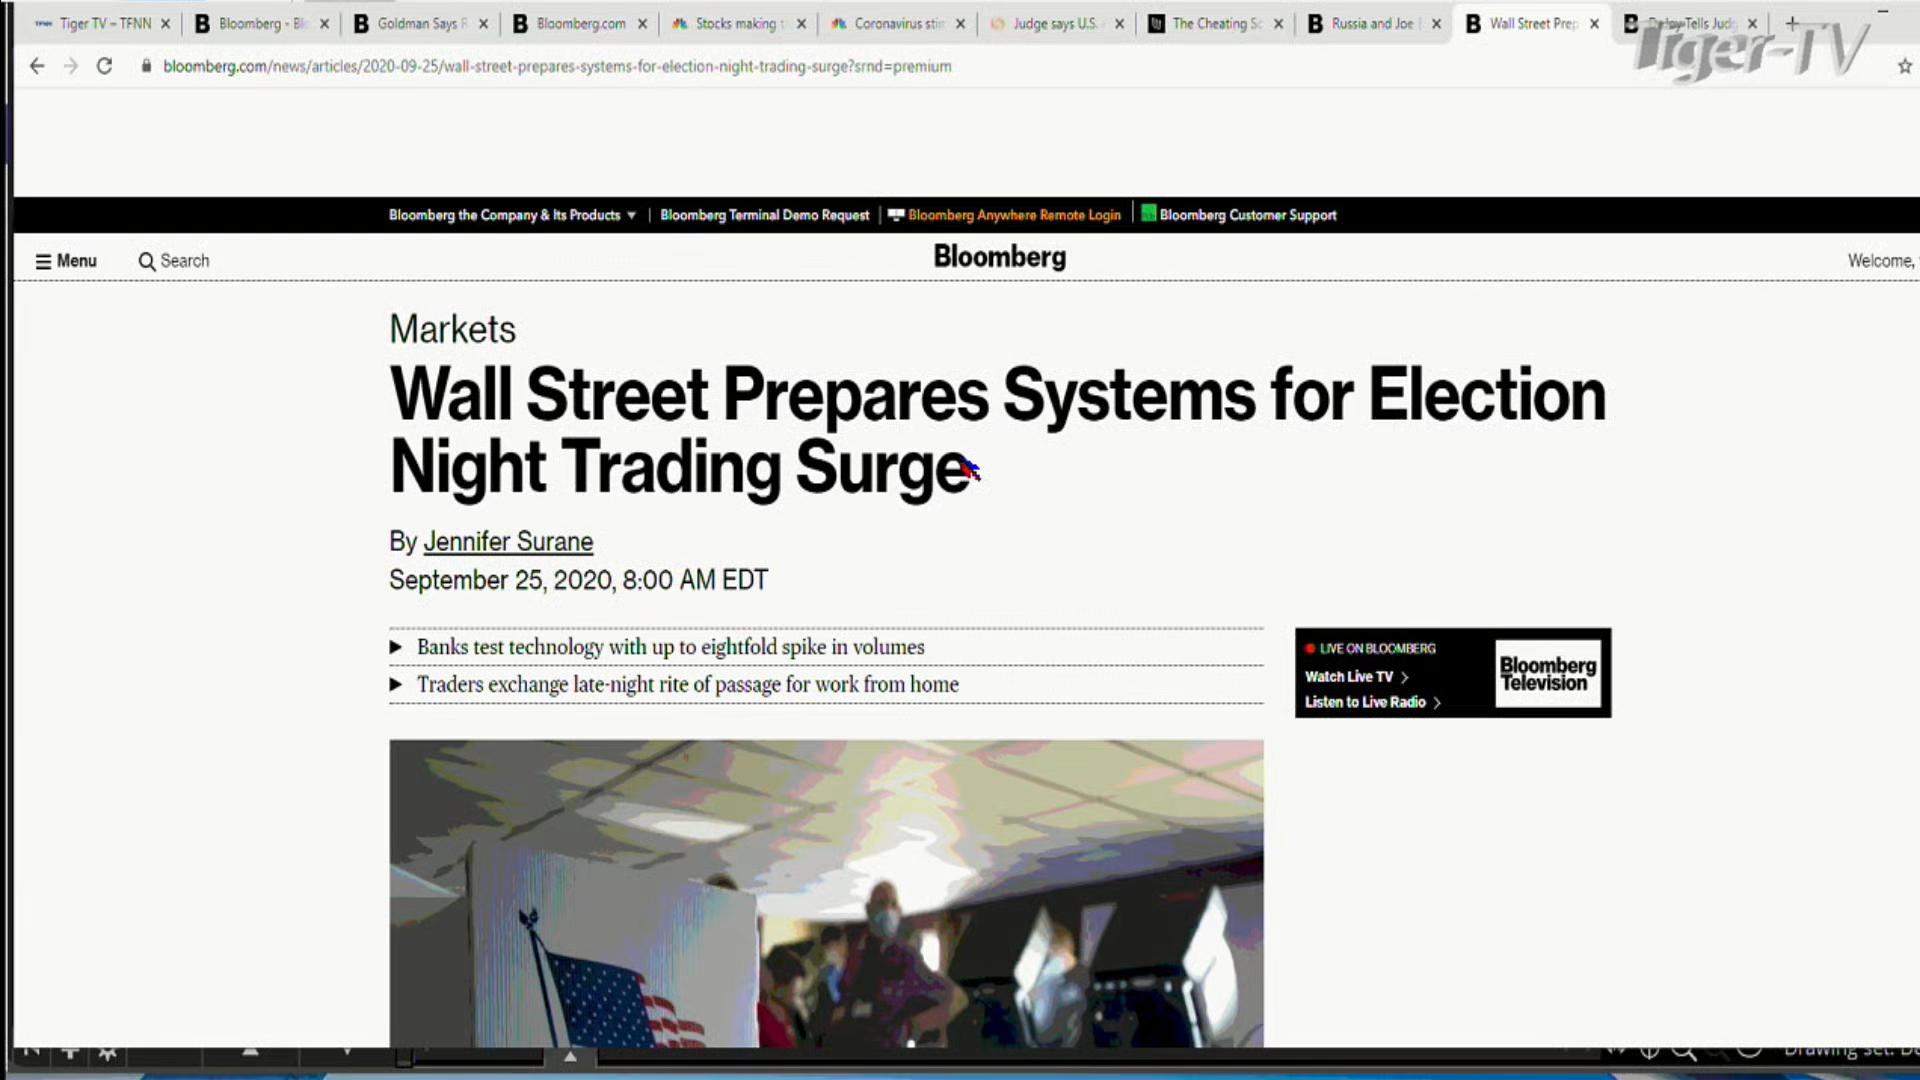 Tiger TV – TFNN
Bloomberg - Bl
Goldman Says R
Bloomberg.com
Stocks making t
Coronavirus stim
Judge says U.S.
The Cheating Sc
Russia and Joe
Wall Street Prep
Tiger-TV
bloomberg.com/news/articles/2020-09-25/wall-street-prepares-systems-for-election-night-trading-surge?srnd=premium
Bloomberg the Company & Its Products
Bloomberg Terminal Demo Request
Bloomberg Anywhere Remote Login
Bloomberg Customer Support
Menu
Search
Bloomberg
Welcome,
Markets
Wall Street Prepares Systems for Election
Night Trading Surge
By Jennifer Surane
September 25, 2020, 8:00 AM EDT
Banks test technology with up to eightfold spike in volumes
Traders exchange late-night rite of passage for work from home
LIVE ON BLOOMBERG
Watch Live TV
Listen to Live Radio
Bloomberg
Television
Drawing set: